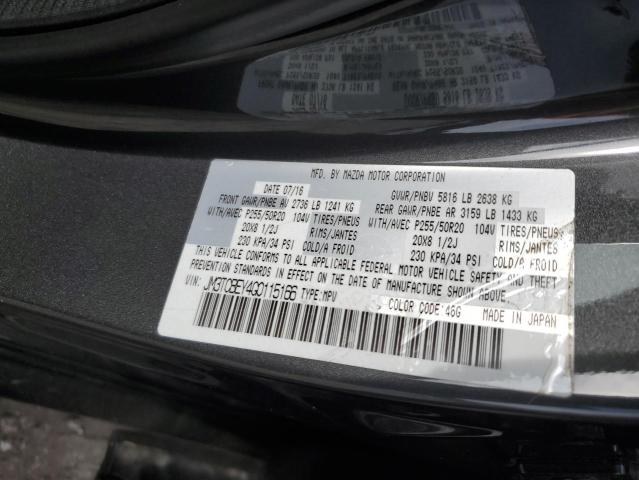 MFD. BY MAZDA MOTOR CORPORATION
DATE 07/16 GVWR/PNBV 5816 LB 2638 KG
FRONT GAWR/PNBE AV 2736 LB 1241 KG REAR GAWR/PNBE AR 3159 LB 1433 KG
WITH/AVEC P255/50R20 104V TIRES/PNEUS WITH/AVEC P255/50R20 104V TIRES/PNEUS
20X8 1/2J RIMS/JANTES 20X8 1/2J RIMS/JANTES
230 KPA/34 PSI COLD/A FROID 230 KPA/34 PSI COLD/A FROID
THIS VEHICLE CONFORMS TO ALL APPLICABLE FEDERAL MOTOR VEHICLE SAFETY, BUMPER, AND THEFT
PREVENTION STANDARDS IN EFFECT ON THE DATE OF MANUFACTURE SHOWN ABOVE.
VIN: JM3TCBEY4G0115166 TYPE:MPV
COLOR CODE:46G MADE IN JAPAN